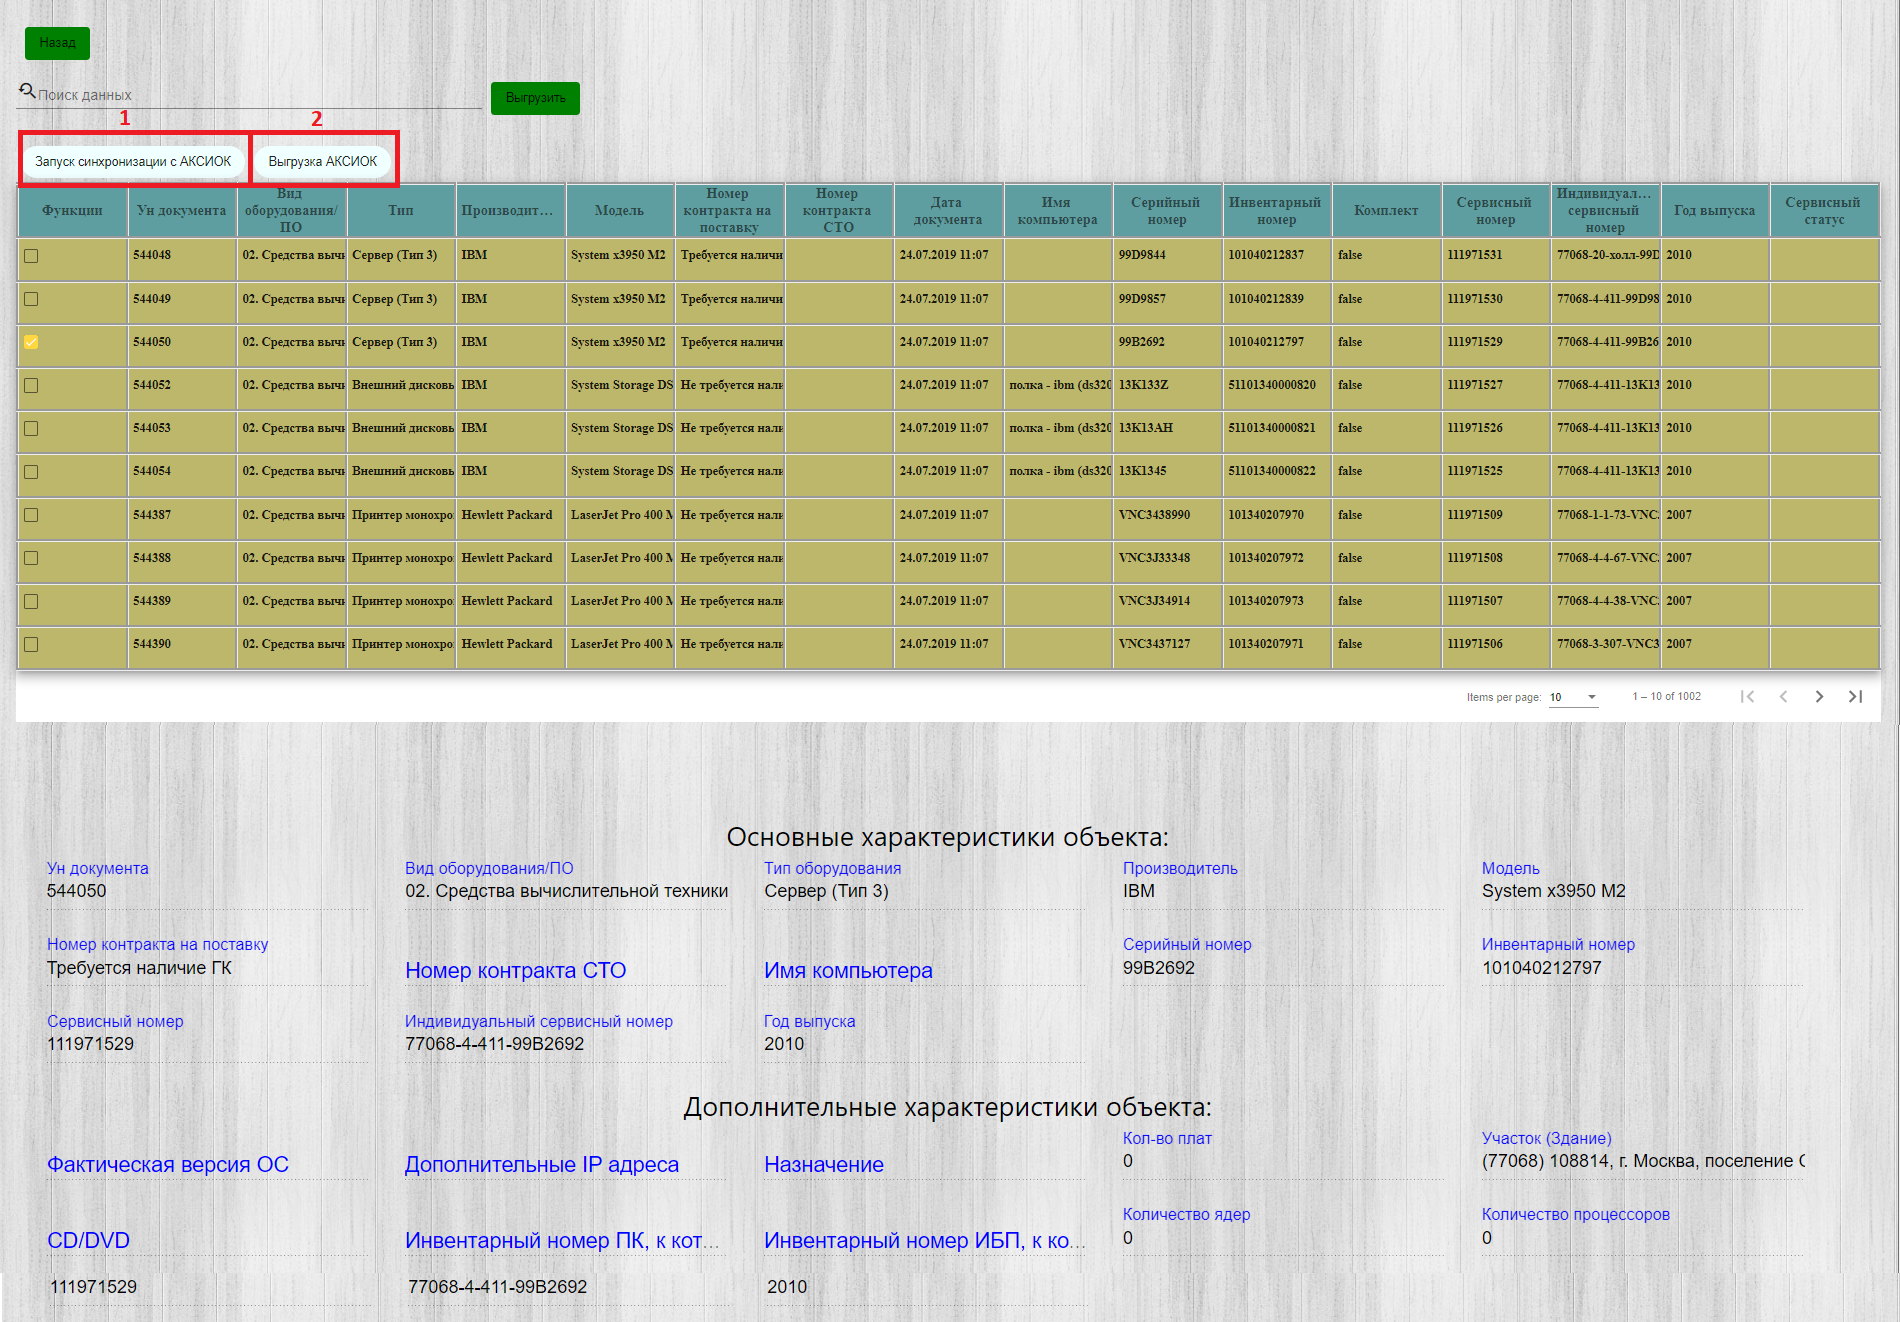 Назад
Поиск данных
Выгрузить
1 2
Запуск синхронизации с АКСИОК Выгрузка АКСИОК
Функции Ун документа Вид оборудования/ПО Тип Производит... Модель Номер контракта на поставку Номер контракта СТО Дата документа Имя компьютера Серийный номер Инвентарный номер Комплект Сервисный номер Индивидуал... сервисный номер Год выпуска Сервисный статус
544048 02. Средства вычи Сервер (Тип 3) IBM System x3950 M2 Требуется наличи 24.07.2019 11:07 99D9844 101040212837 false 111971531 77068-20-холл-99D 2010
544049 02. Средства вычи Сервер (Тип 3) IBM System x3950 M2 Требуется наличи 24.07.2019 11:07 99D9857 101040212839 false 111971530 77068-4-411-99D98 2010
544050 02. Средства вычи Сервер (Тип 3) IBM System x3950 M2 Требуется наличи 24.07.2019 11:07 99B2692 101040212797 false 111971529 77068-4-411-99B26 2010
544052 02. Средства вычи Внешний дисковь IBM System Storage DS Не требуется нали 24.07.2019 11:07 полка - ibm (ds320 13K133Z 51101340000820 false 111971527 77068-4-411-13K13 2010
544053 02. Средства вычи Внешний дисковь IBM System Storage DS Не требуется нали 24.07.2019 11:07 полка - ibm (ds320 13K13AH 51101340000821 false 111971526 77068-4-411-13K13 2010
544054 02. Средства вычи Внешний дисковь IBM System Storage DS Не требуется нали 24.07.2019 11:07 полка - ibm (ds320 13K1345 51101340000822 false 111971525 77068-4-411-13K13 2010
544387 02. Средства вычи Принтер монохро Hewlett Packard LaserJet Pro 400 M Не требуется нали 24.07.2019 11:07 VNC3438990 101340207970 false 111971509 77068-1-1-73-VNC 2007
544388 02. Средства вычи Принтер монохро Hewlett Packard LaserJet Pro 400 M Не требуется нали 24.07.2019 11:07 VNC3J33348 101340207972 false 111971508 77068-4-4-67-VNC 2007
544389 02. Средства вычи Принтер монохро Hewlett Packard LaserJet Pro 400 M Не требуется нали 24.07.2019 11:07 VNC3J34914 101340207973 false 111971507 77068-4-4-38-VNC 2007
544390 02. Средства вычи Принтер монохро Hewlett Packard LaserJet Pro 400 M Не требуется нали 24.07.2019 11:07 VNC3437127 101340207971 false 111971506 77068-3-307-VNC3 2007
Items per page: 10 1 – 10 of 1002
Основные характеристики объекта:
Ун документа Вид оборудования/ПО Тип оборудования Производитель Модель
544050 02. Средства вычислительной техники Сервер (Тип 3) IBM System x3950 M2
Номер контракта на поставку Серийный номер Инвентарный номер
Требуется наличие ГК Номер контракта СТО Имя компьютера 99B2692 101040212797
Сервисный номер Индивидуальный сервисный номер Год выпуска
111971529 77068-4-411-99B2692 2010
Дополнительные характеристики объекта:
Кол-во плат Участок (Здание)
Фактическая версия ОС Дополнительные IP адреса Назначение 0 (77068) 108814, г. Москва, поселение
Количество ядер Количество процессоров
CD/DVD Инвентарный номер ПК, к кот... Инвентарный номер ИБП, к ко... 0 0
111971529 77068-4-411-99B2692 2010